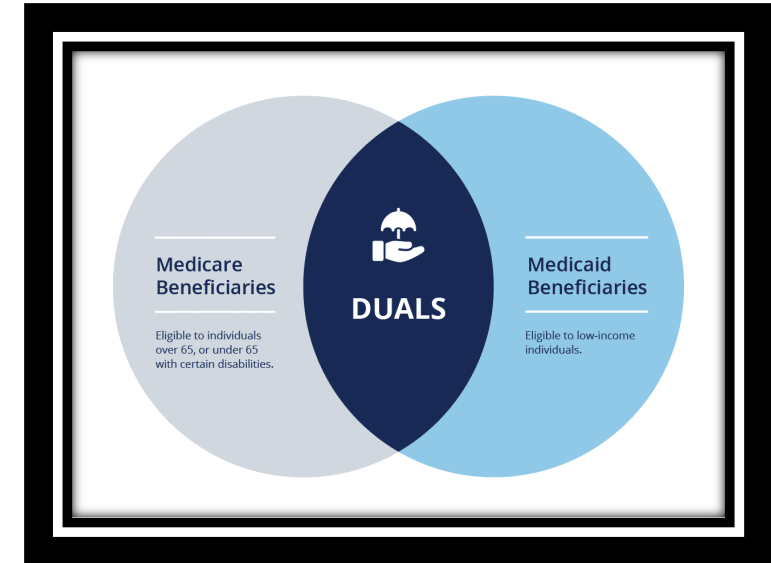 Medicare
Beneficiaries
Eligible to individuals
over 65, or under 65
with certain disabilities.
DUALS
Medicaid
Beneficiaries
Eligible to low-income
individuals.